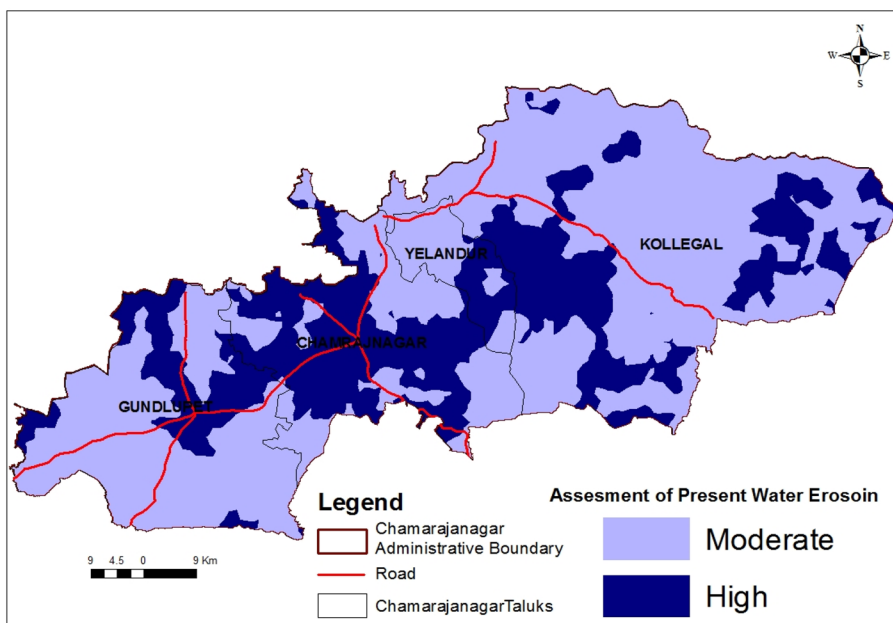 N
W E
S
YELANDUR
KOLLEGAL
CHAMRAJNAGAR
GUNDLUPET
Legend
Chamarajanagar
Administrative Boundary
Road
ChamarajanagarTaluks
Assesment of Present Water Erosoin
Moderate
High
9 4.5 0 9 Km